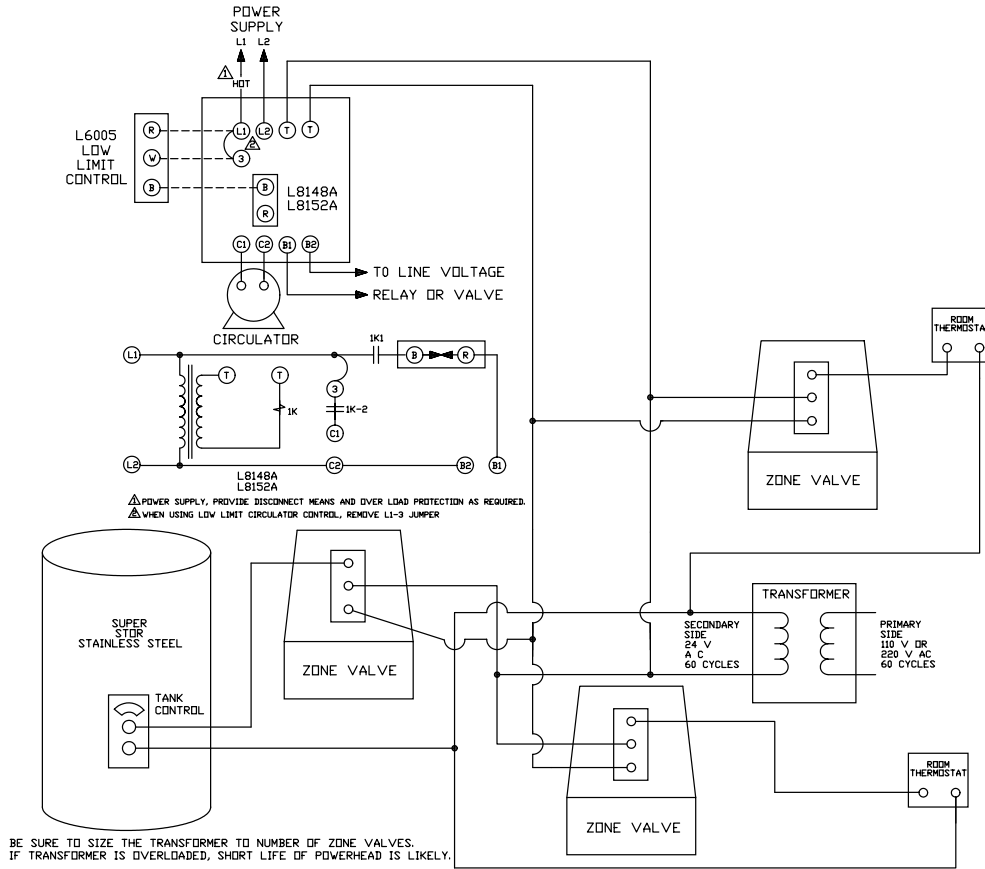 POWER
SUPPLY
L1 L2
1
HOT
L6005
LOW
LIMIT
CONTROL
R
W
B
L1 L2 T T
2
3
B
R
L8148A
L8152A
C1 C2 B1 B2
TO LINE VOLTAGE
RELAY OR VALVE
CIRCULATOR
L1
1K1
B R
T T
3
1K
1K-2
C1
L2 C2 B2 B1
L8148A
L8152A
1 POWER SUPPLY, PROVIDE DISCONNECT MEANS AND OVER LOAD PROTECTION AS REQUIRED.
2 WHEN USING LOW LIMIT CIRCULATOR CONTROL, REMOVE L1-3 JUMPER
ROOM
THERMOSTA
ZONE VALVE
SUPER
STOR
STAINLESS STEEL
TANK
CONTROL
ZONE VALVE
TRANSFORMER
SECONDARY
SIDE
24 V
A C
60 CYCLES
PRIMARY
SIDE
110 V OR
220 V AC
60 CYCLES
ROOM
THERMOSTAT
ZONE VALVE
BE SURE TO SIZE THE TRANSFORMER TO NUMBER OF ZONE VALVES.
IF TRANSFORMER IS OVERLOADED, SHORT LIFE OF POWERHEAD IS LIKELY.